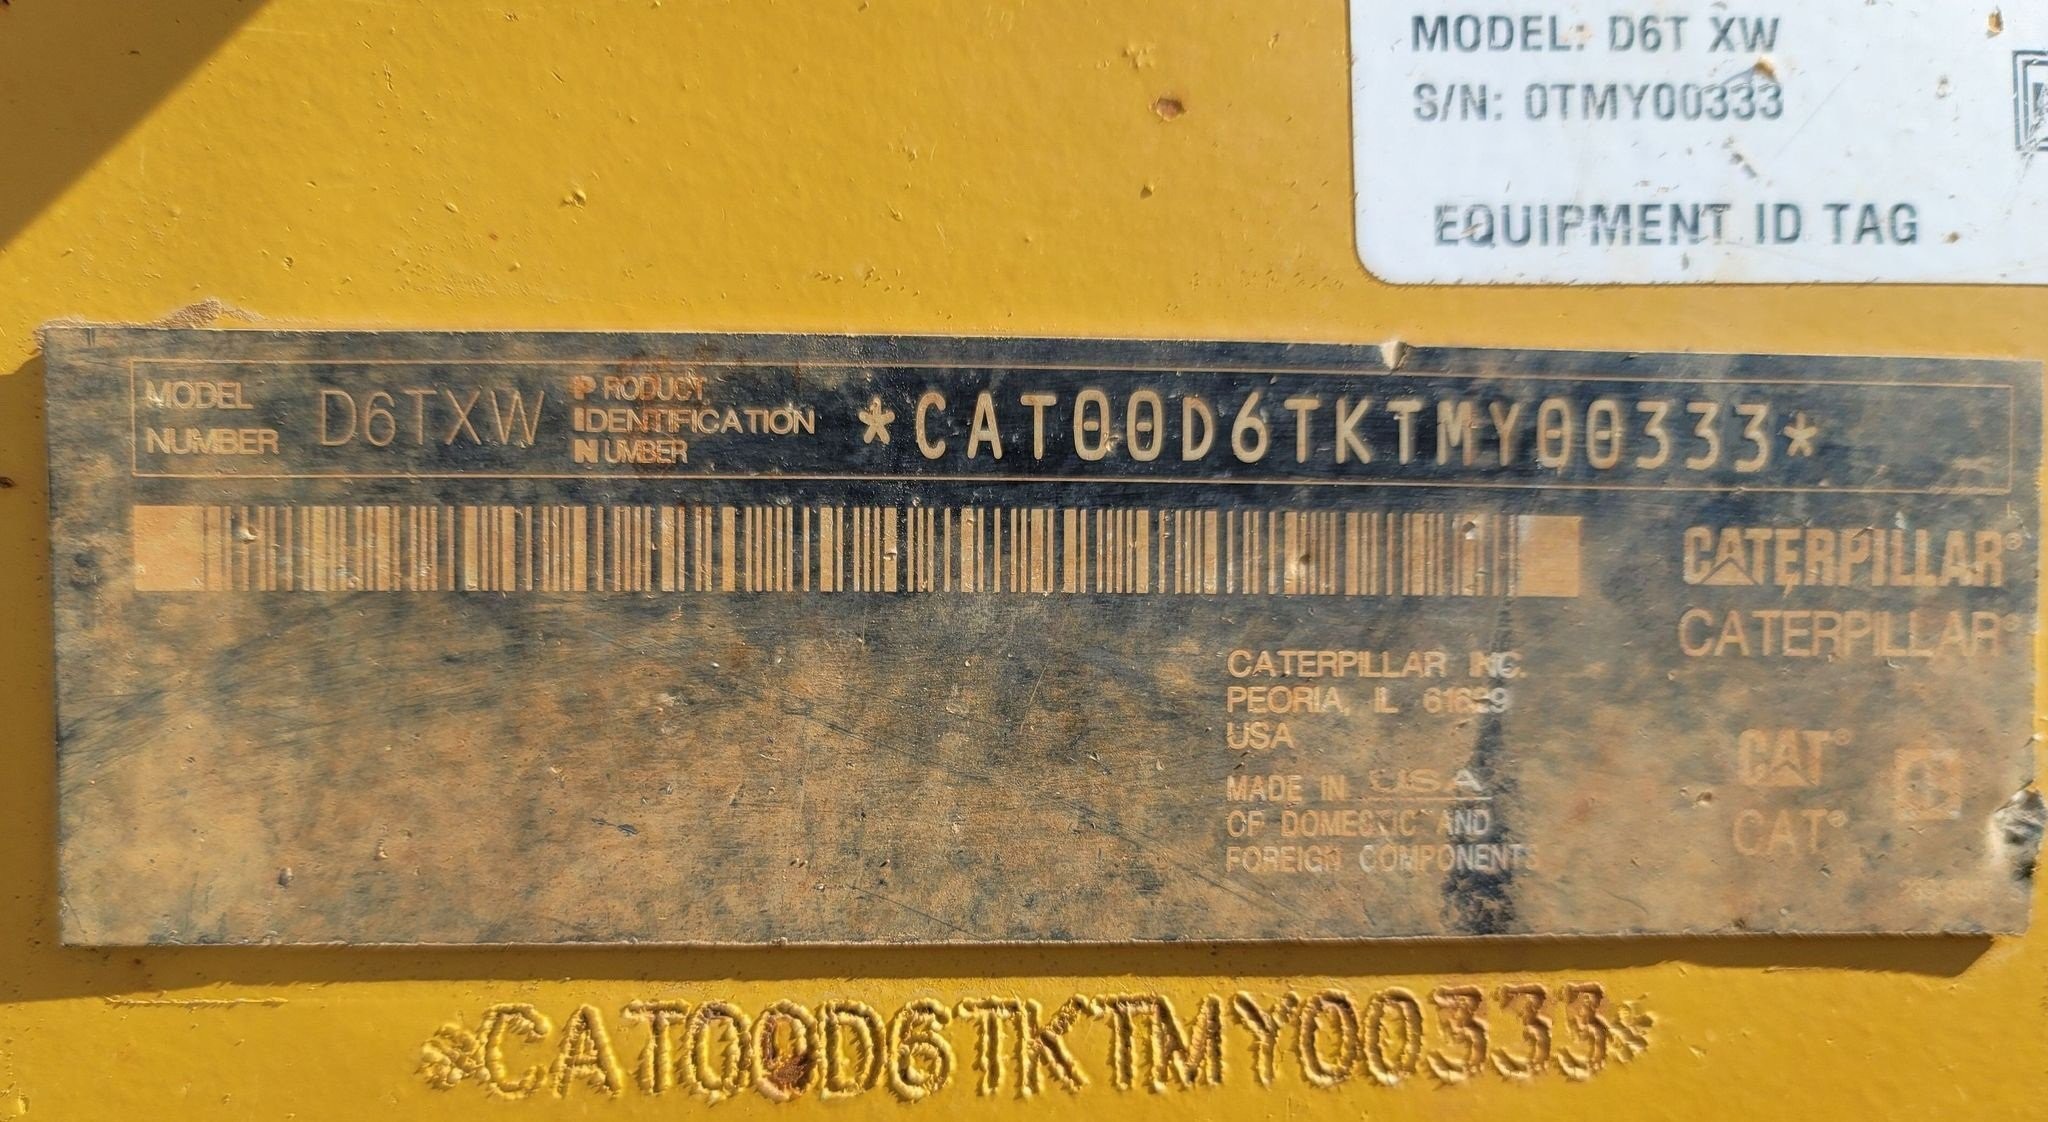 MODEL: D6T XW
S/N: 0TMY00333
EQUIPMENT ID TAG
MODEL NUMBER D6TXW PRODUCT IDENTIFICATION NUMBER *CAT00D6TKTMY00333*
CATERPILLAR®
CATERPILLAR®
CATERPILLAR INC.
PEORIA, IL 61629
USA
MADE IN USA
OF DOMESTIC AND
FOREIGN COMPONENTS
CAT®
CAT®
*CAT00D6TKTMY00333*